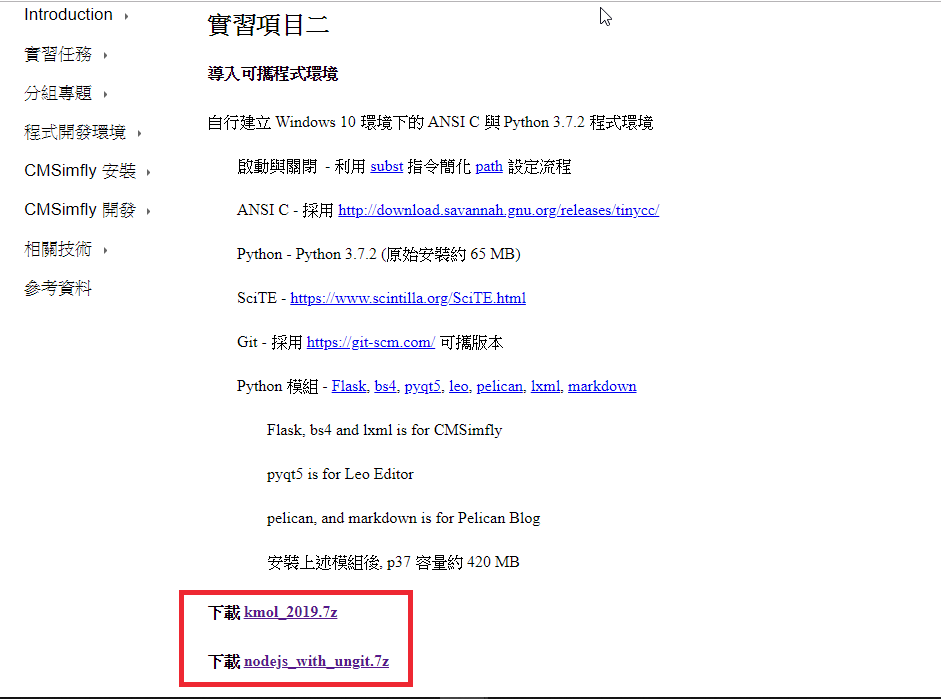 Introduction
實習任務
分組專題
程式開發環境
CMSimfly 安裝
CMSimfly 開發
相關技術
參考資料
實習項目二
導入可攜程式環境
自行建立 Windows 10 環境下的 ANSI C 與 Python 3.7.2 程式環境
啟動與關閉 - 利用 subst 指令簡化 path 設定流程
ANSI C - 採用 http://download.savannah.gnu.org/releases/tinycc/
Python - Python 3.7.2 (原始安裝約 65 MB)
SciTE - https://www.scintilla.org/SciTE.html
Git - 採用 https://git-scm.com/ 可攜版本
Python 模組 - Flask, bs4, pyqt5, leo, pelican, lxml, markdown
Flask, bs4 and lxml is for CMSimfly
pyqt5 is for Leo Editor
pelican, and markdown is for Pelican Blog
安裝上述模組後, p37 容量約 420 MB
下載 kmol_2019.7z
下載 nodejs_with_ungit.7z